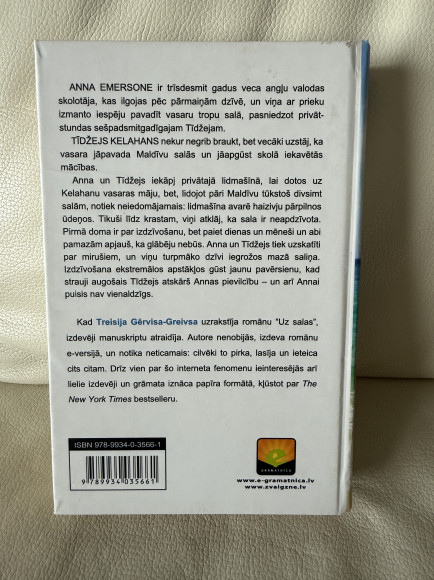 ANNA EMERSONE ir trīsdesmit gadus veca angļu valodas
skolotāja, kas ilgojas pēc pārmaiņām dzīvē, un viņa ar prieku
izmanto iespēju pavadīt vasaru tropu salā, pasniedzot privāt-
stundas sešpadsmitgadīgajam Tīdžejam.
TĪDŽEJS KELAHANS nekur negrib braukt, bet vecāki uzstāj, ka
vasara jāpavada Maldīvu salās un jāapgūst skolā iekavētās
mācības.
Anna un Tīdžejs iekāpj privātajā lidmašīnā, lai dotos uz
Kelahanu vasaras māju, bet, lidojot pāri Maldīvu tūkstoš divsimt
salām, notiek neiedomājamais: lidmašīna avarē haizivju pārpilnos
ūdeņos. Tikuši līdz krastam, viņi atklāj, ka sala ir neapdzīvota.
Pirmā doma ir par izdzīvošanu, bet paiet dienas un mēneši un abi
pamazām apjauš, ka glābēju nebūs. Anna un Tīdžejs tiek uzskatīti
par mirušiem, un viņu turpmāko dzīvi iegrožos mazā saliņa.
Izdzīvošana ekstremālos apstākļos gūst jaunu pavērsienu, kad
strauji augošais Tīdžejs atskārš Annas pievilcību – un arī Annai
puisis nav vienaldzīgs.
Kad Treisija Gērvisa-Greivsa uzrakstīja romānu "Uz salas",
izdevēji manuskriptu atraidīja. Autore nenobijās, izdeva romānu
e-versijā, un notika neticamais: cilvēki to pirka, lasīja un ieteica
cits citam. Drīz vien par šo interneta fenomenu ieinteresējās arī
lielie izdevēji un grāmata iznāca papīra formātā, kļūstot par The
New York Times bestselleru.
ISBN 978-9934-0-3566-1
9 789934 035661
E-GRAMATNICA
www.e-gramatnica.lv
www.zvaigzne.lv